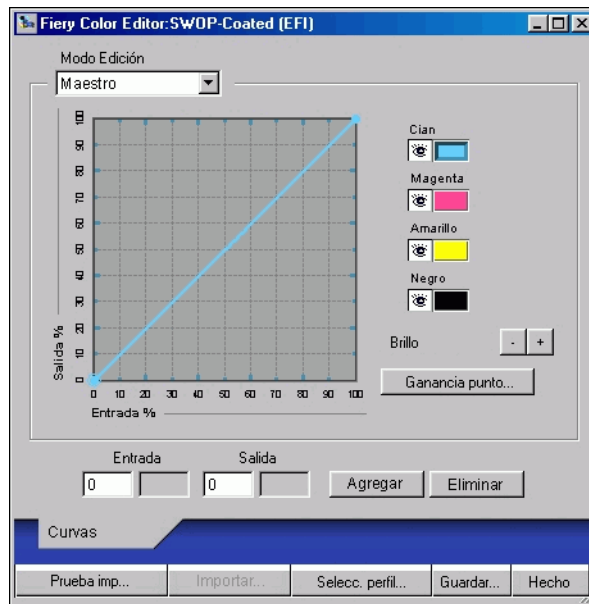 Fiery Color Editor:SWOP-Coated (EFI)
Modo Edición
Maestro
Salida %
100
90
80
70
60
50
40
30
20
10
0
0 10 20 30 40 50 60 70 80 90 100
Entrada %
Cian
Magenta
Amarillo
Negro
Brillo - +
Ganancia punto...
Entrada Salida
0 0 Agregar Eliminar
Curvas
Prueba imp... Importar... Selecc. perfil... Guardar... Hecho